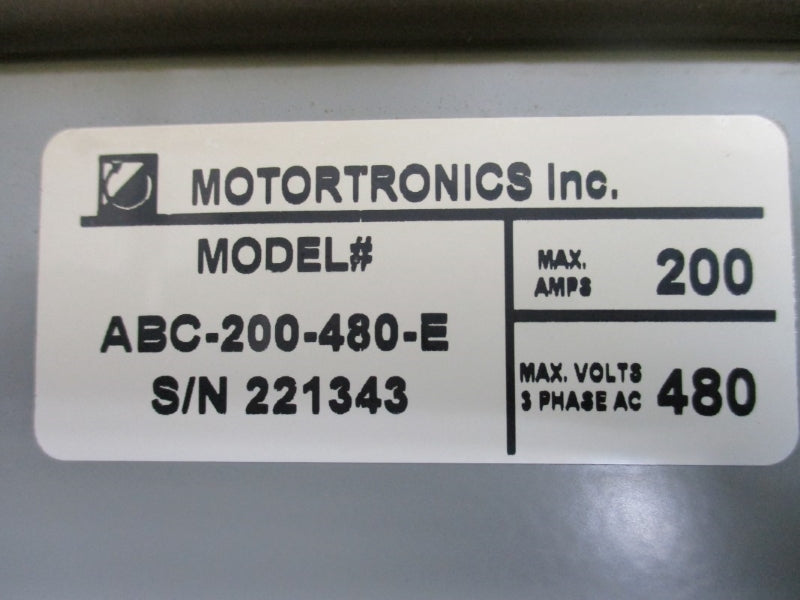 MOTORTRONICS Inc.
MODEL#
ABC-200-480-E
S/N 221343
MAX.
AMPS 200
MAX. VOLTS
3 PHASE AC 480